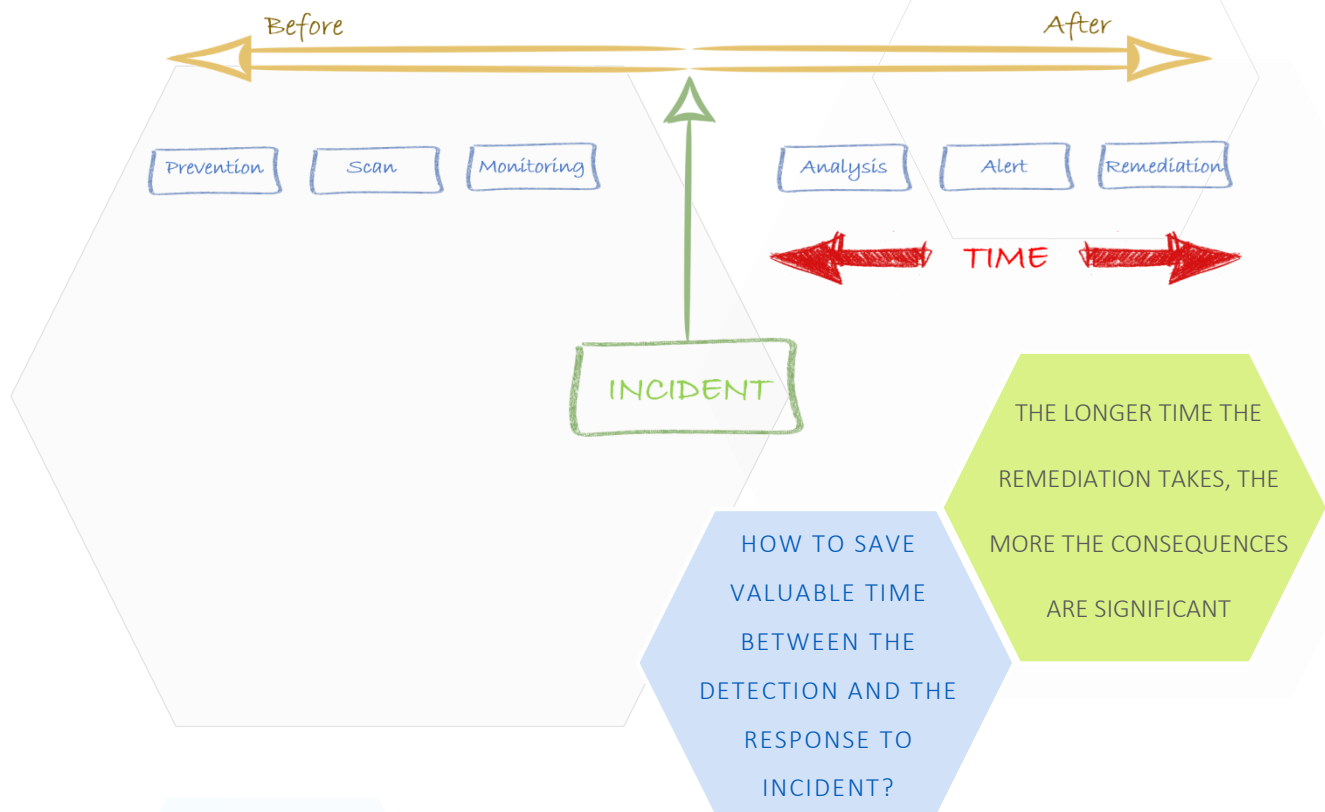 Before
After
Prevention
Scan
Monitoring
Analysis
Alert
Remediation
TIME
INCIDENT
THE LONGER TIME THE
REMEDIATION TAKES, THE
MORE THE CONSEQUENCES
ARE SIGNIFICANT
HOW TO SAVE
VALUABLE TIME
BETWEEN THE
DETECTION AND THE
RESPONSE TO
INCIDENT?